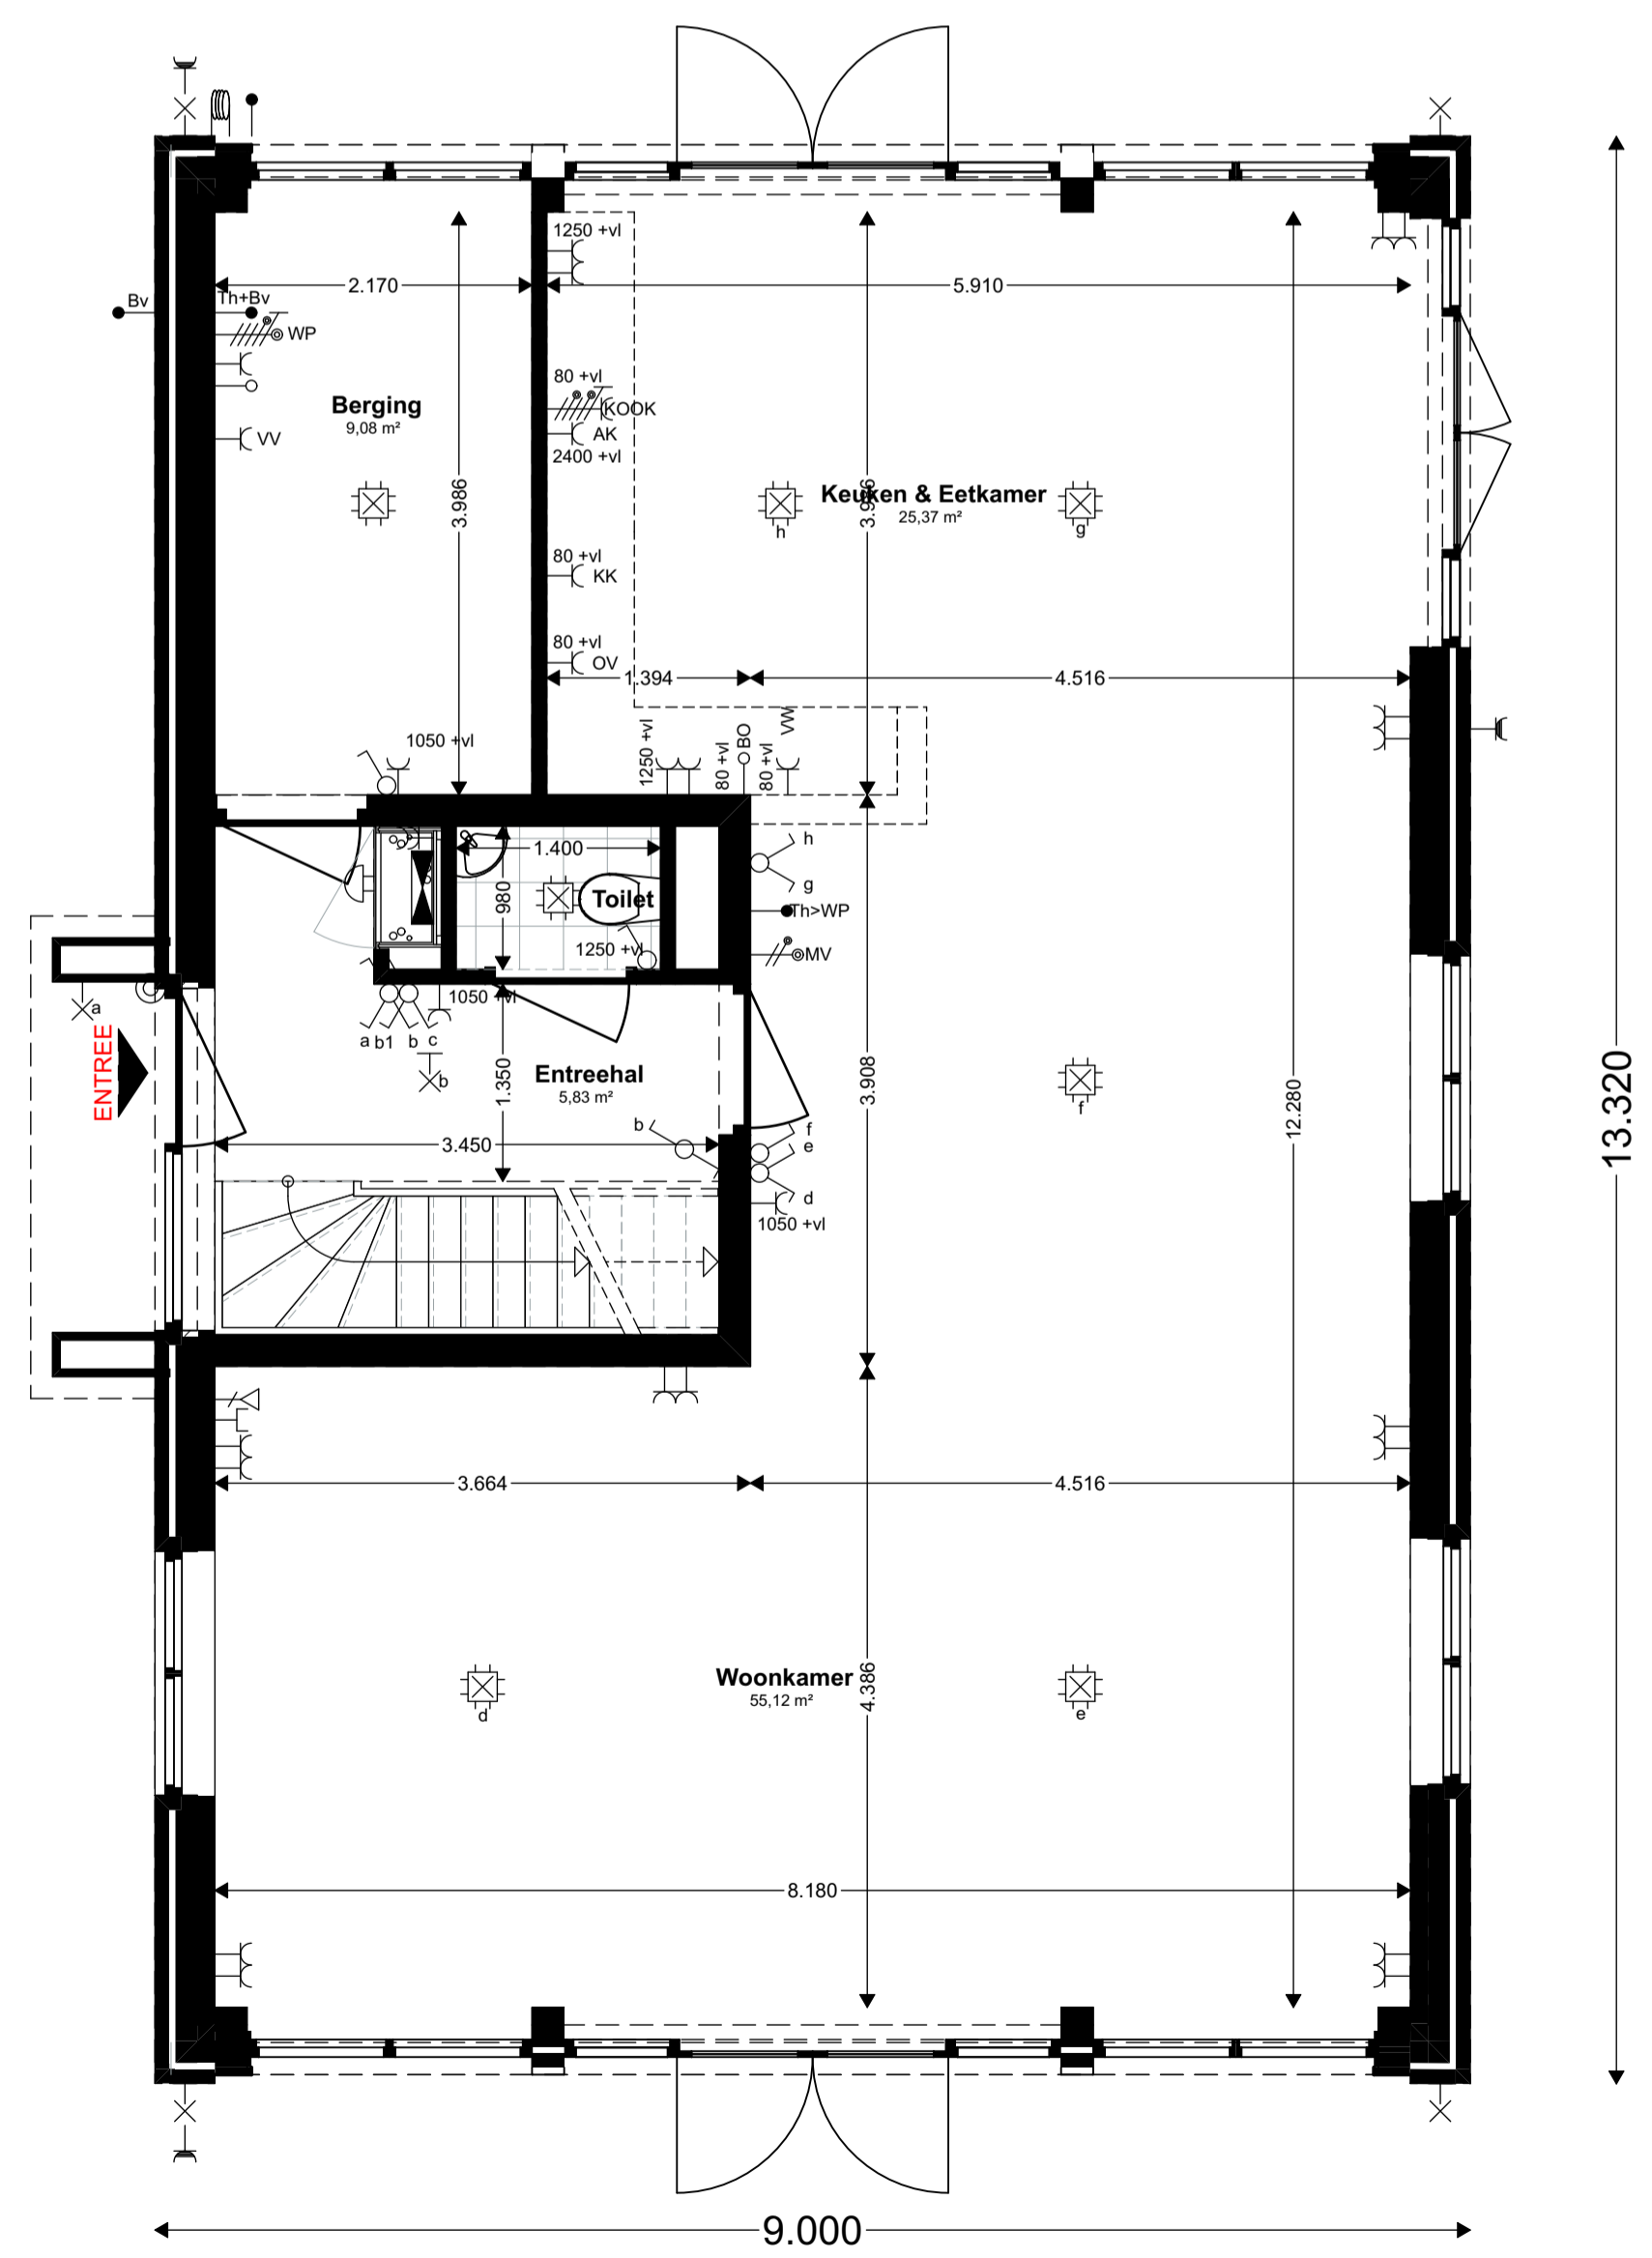 1250 +vl
2.170
5.910
Bv
Th+Bv
WP
80 +vl
KOOK
Berging
9,08 m²
AK
VV
2400 +vl
3.986
Keuken & Eetkamer
3.986
25,37 m²
h
g
80 +vl
KK
80 +vl
OV
1.394
4.516
1050 +vl
1250 +vl
80 +vl
BO
80 +vl
VW
h
1.400
g
980
Toilet
Th>WP
1250 +vl
MV
1050 +vl
a
a
b1
b
c
ENTREE
b
1.350
Entreehal
5,83 m²
3.908
f
12.280
13.320
b
f
3.450
e
d
1050 +vl
3.664
4.516
Woonkamer
55,12 m²
4.386
d
e
8.180
9.000